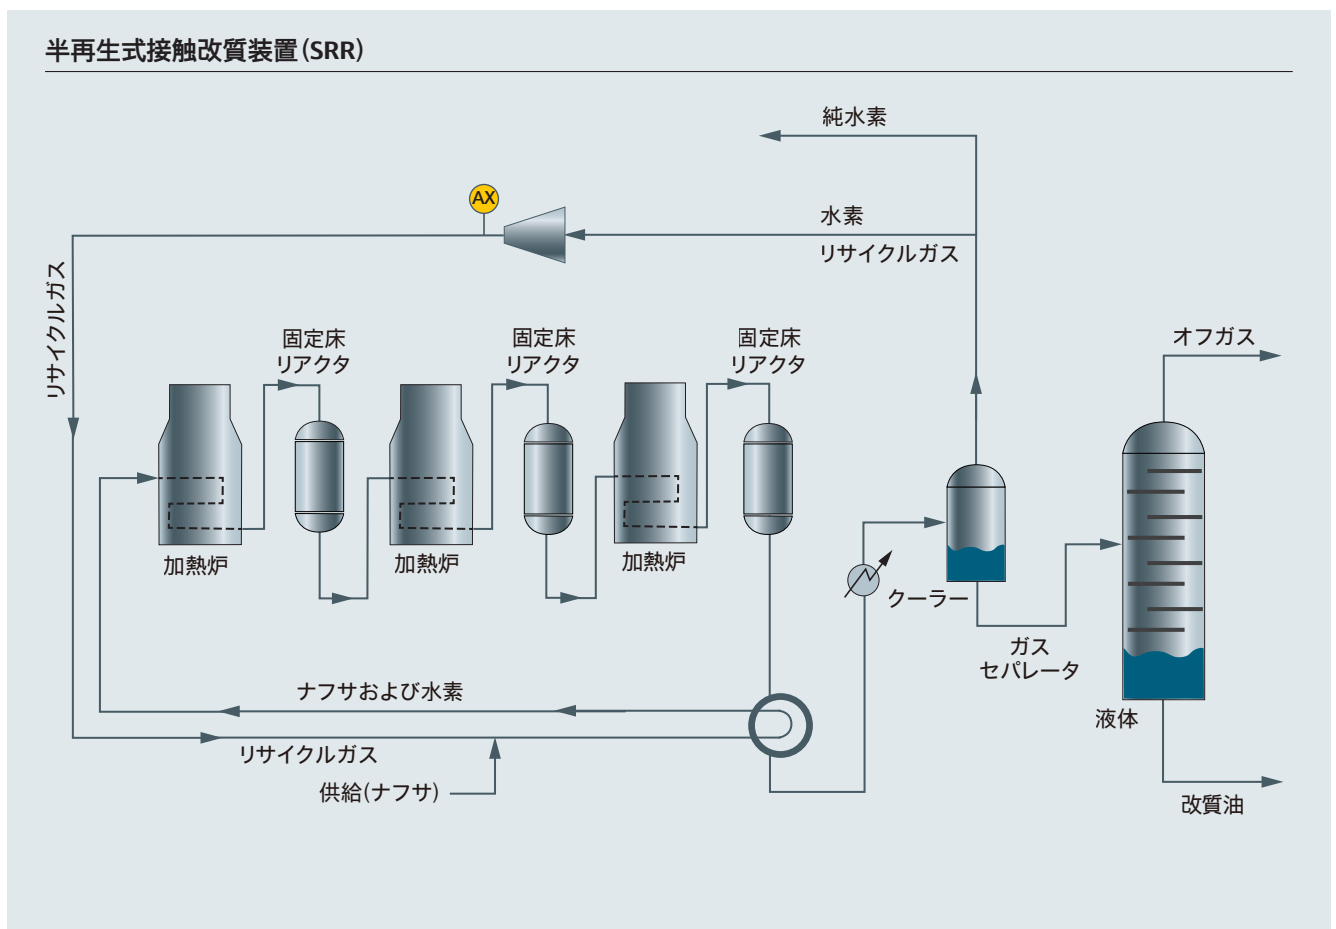 半再生式接触改質装置(SRR)
純水素
AX
水素
リサイクルガス
リサイクルガス
固定床
リアクタ
固定床
リアクタ
固定床
リアクタ
オフガス
加熱炉
加熱炉
加熱炉
クーラー
ガス
セパレータ
ナフサおよび水素
液体
リサイクルガス
供給(ナフサ)
改質油